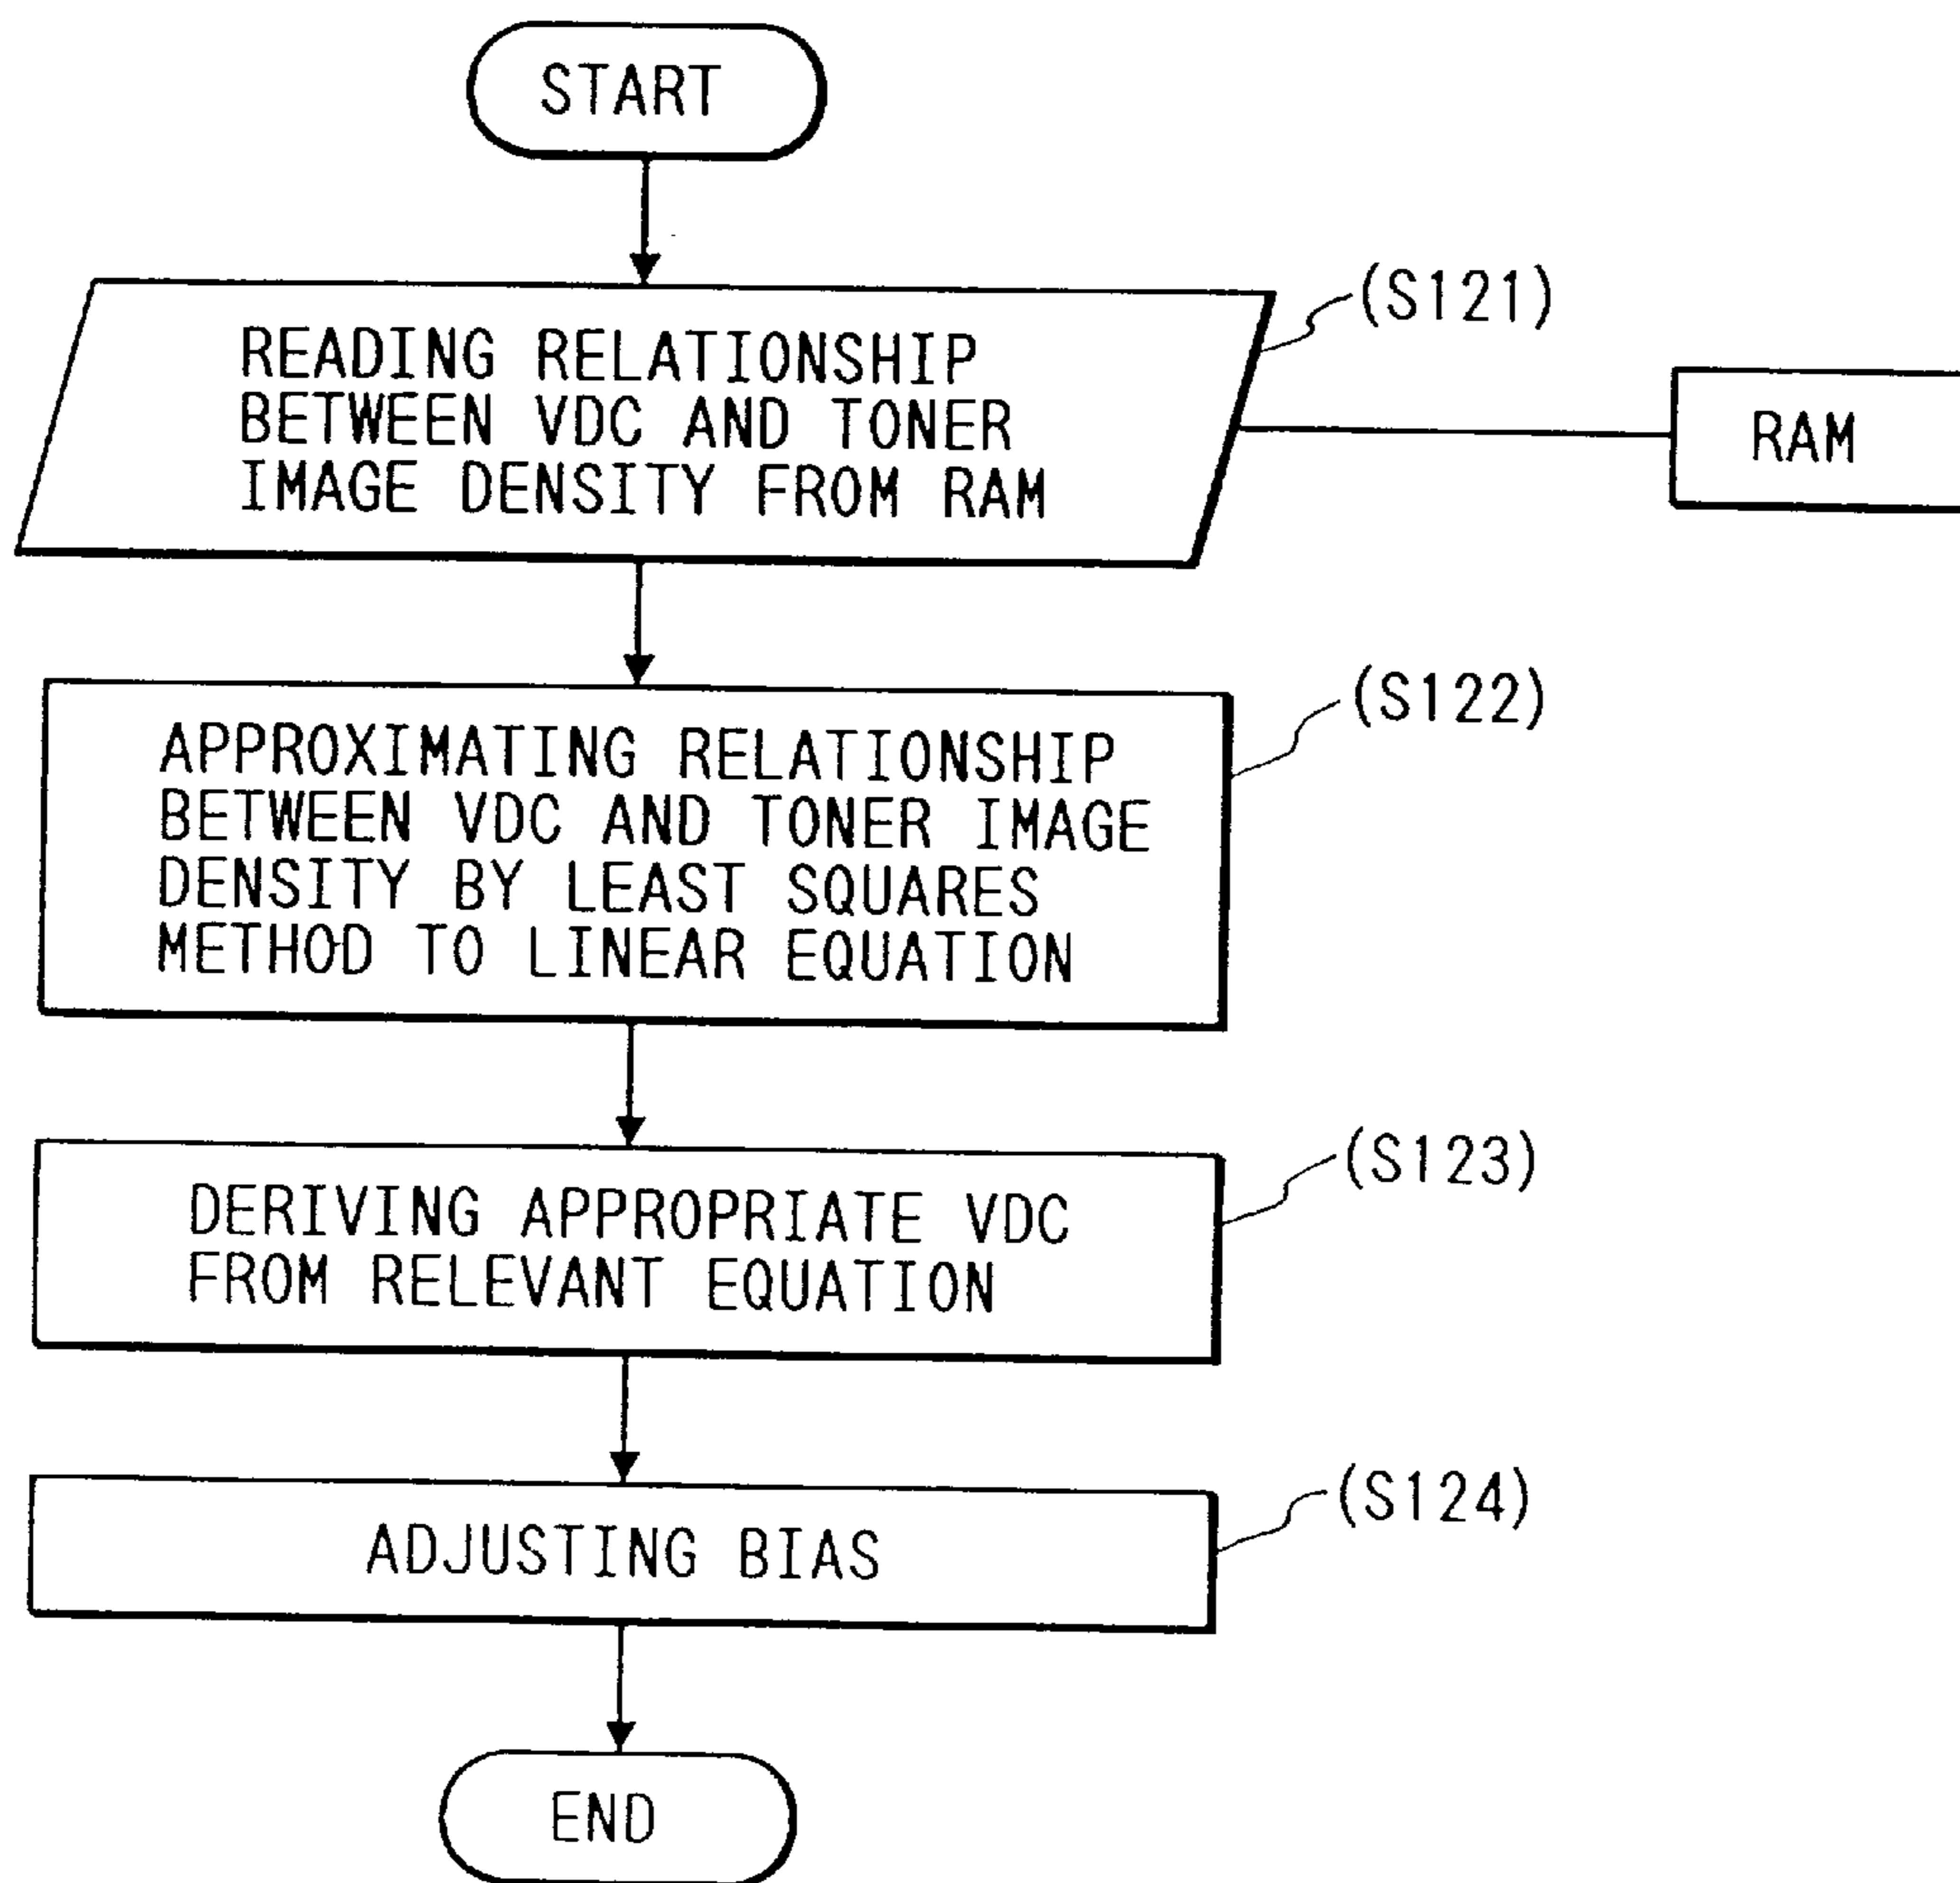 START
(S121)
READING RELATIONSHIP
BETWEEN VDC AND TONER
IMAGE DENSITY FROM RAM
RAM
(S122)
APPROXIMATING RELATIONSHIP
BETWEEN VDC AND TONER IMAGE
DENSITY BY LEAST SQUARES
METHOD TO LINEAR EQUATION
(S123)
DERIVING APPROPRIATE VDC
FROM RELEVANT EQUATION
(S124)
ADJUSTING BIAS
END